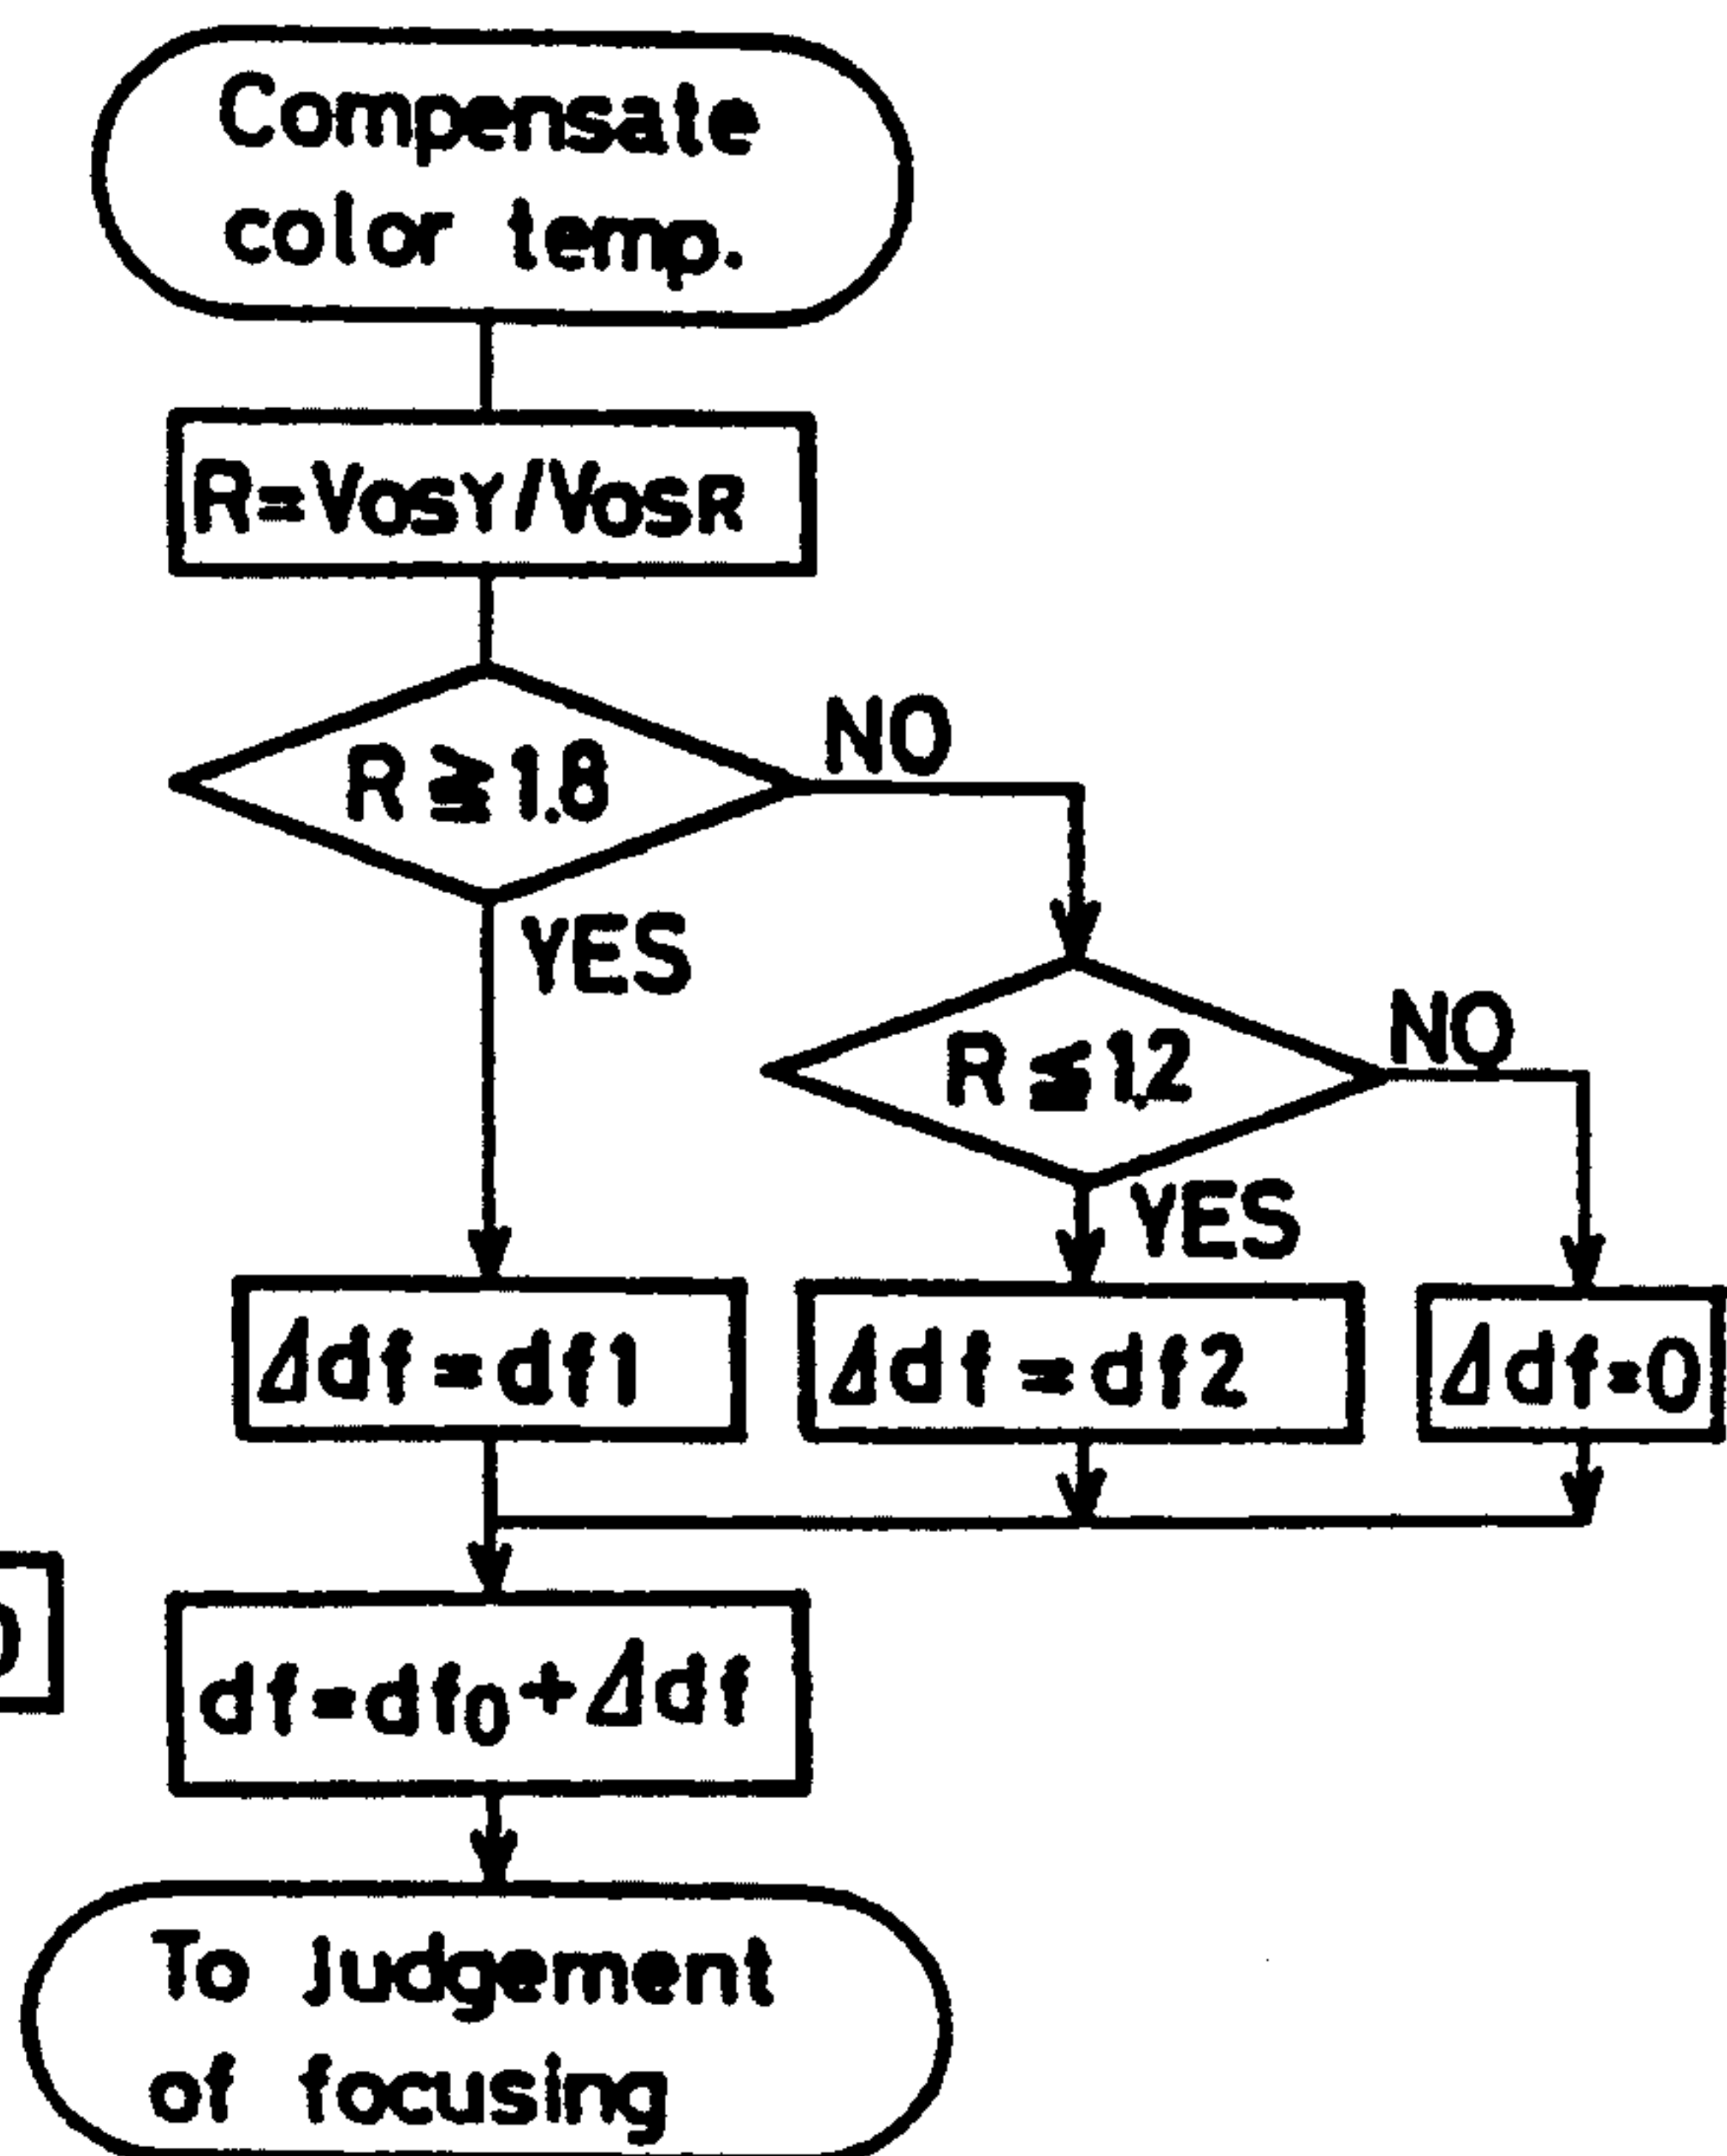 Compensate
color temp.
R=VosY/VosR
R≧1.8
NO
YES
R≦1.2
NO
YES
Δdf=df1
Δdf=df2
Δdf=0
df=df0+Δdf
To Judgement
of focusing